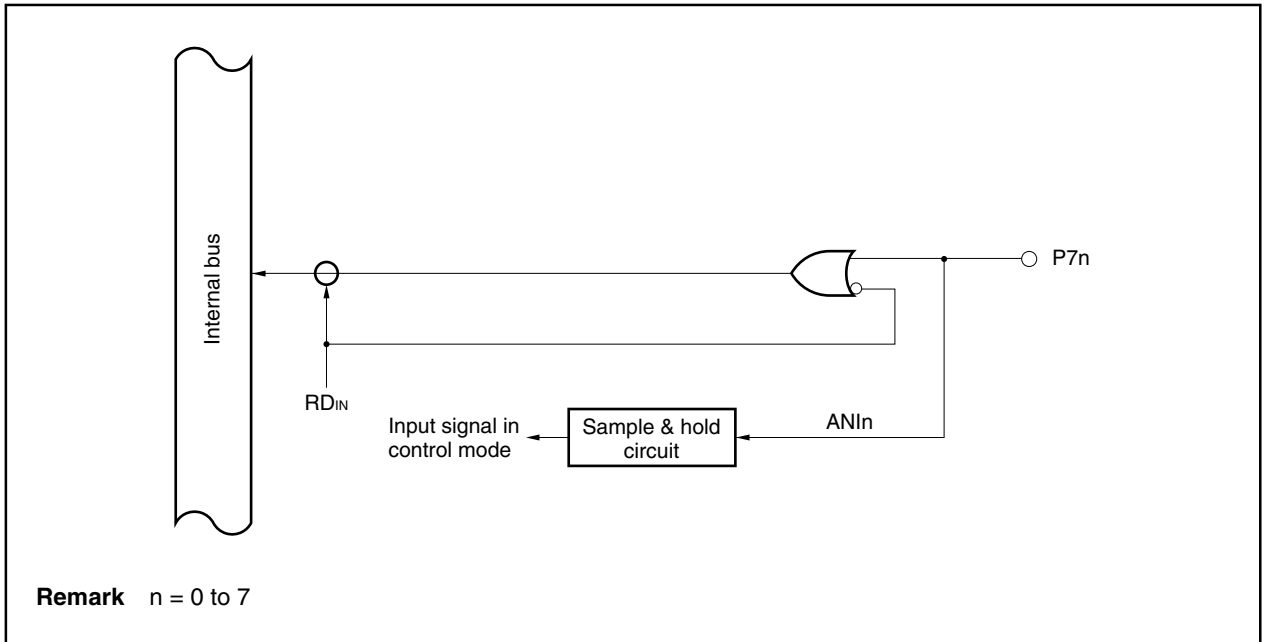 Internal bus
P7n
RDIN
Input signal in
control mode
Sample & hold
circuit
ANIn
Remark n = 0 to 7